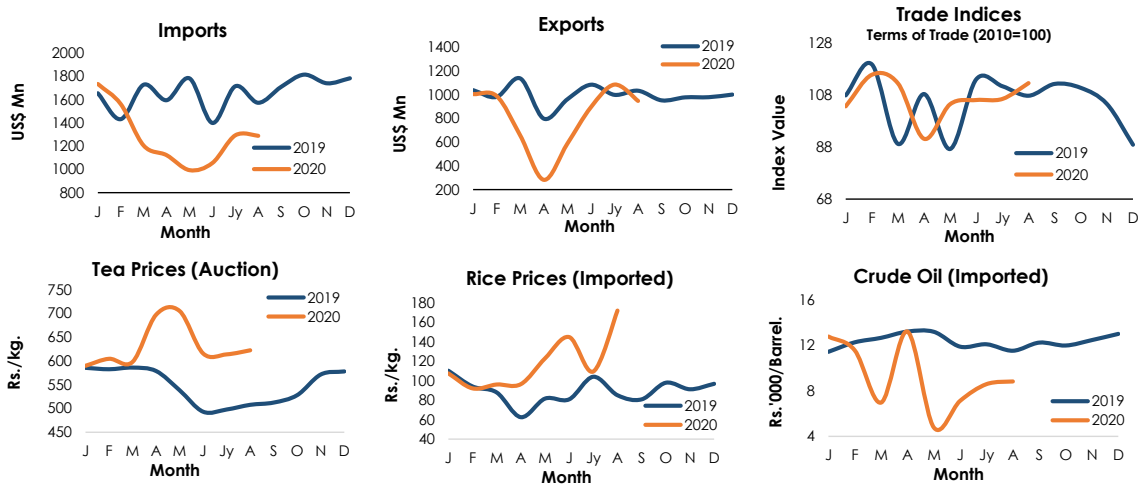 Imports
US$ Mn
2000
1800
1600
1400
1200
1000
800
2019
2020
J F M A M J Jy A S O N D
Month
Exports
US$ Mn
1400
1200
1000
800
600
400
200
2019
2020
J F M A M J Jy A S O N D
Month
Trade Indices
Terms of Trade (2010=100)
Index Value
128
108
88
68
2019
2020
J F M A M J Jy A S O N D
Month
Tea Prices (Auction)
Rs./kg.
750
700
650
600
550
500
450
2019
2020
J F M A M J Jy A S O N D
Month
Rice Prices (Imported)
Rs./kg.
180
160
140
120
100
80
60
40
2019
2020
J F M A M J Jy A S O N D
Month
Crude Oil (Imported)
Rs.'000/Barrel.
16
12
8
4
2019
2020
J F M A M J Jy A S O N D
Month